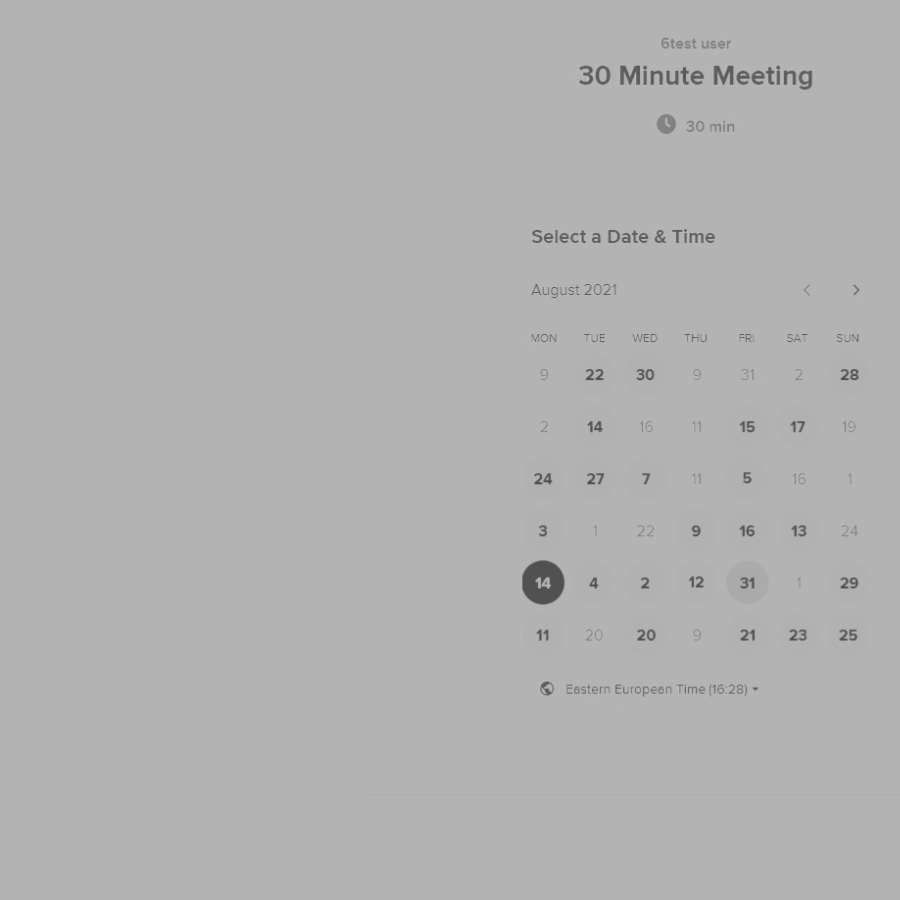 6test user
30 Minute Meeting
30 min
Select a Date & Time
August 2021
MON TUE WED THU FRI SAT SUN
9 22 30 9 31 2 28
2 14 16 11 15 17 19
24 27 7 11 5 16 1
3 1 22 9 16 13 24
14 4 2 12 31 1 29
11 20 20 9 21 23 25
Eastern European Time (16:28)